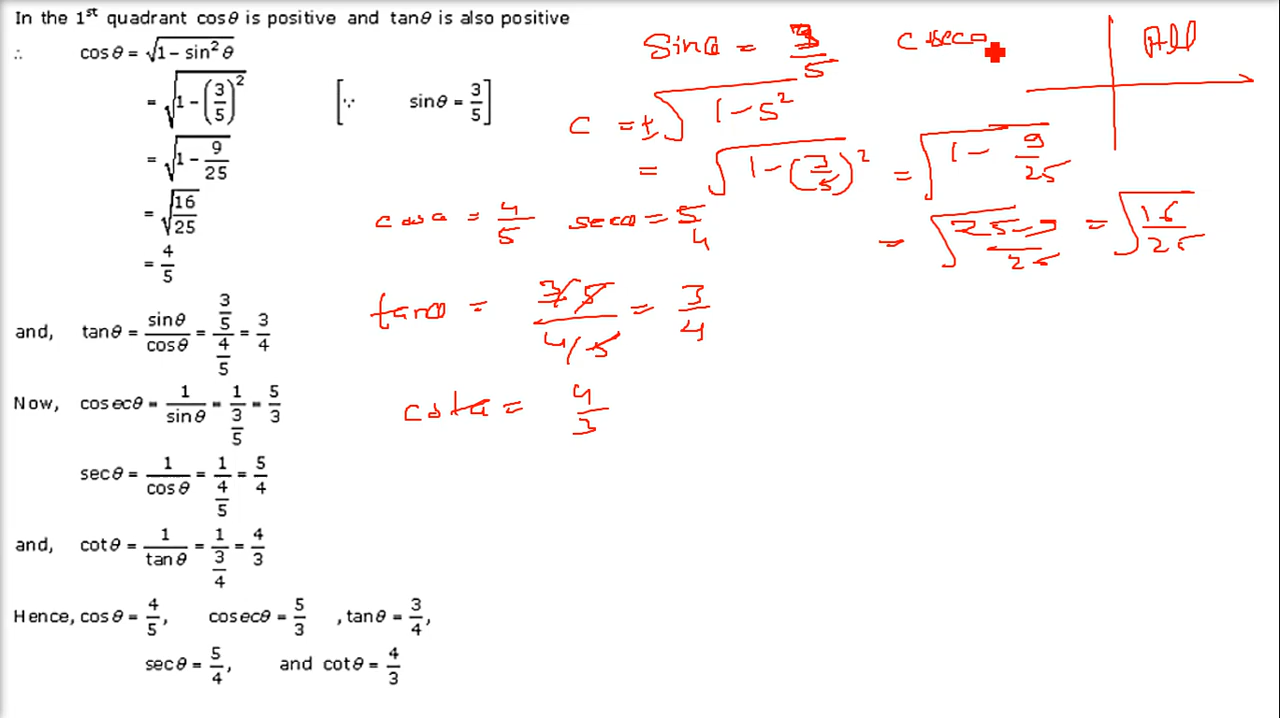 In the 1st quadrant cosθ is positive and tanθ is also positive
∴ cosθ = √(1 − sin²θ)
= √(1 − (3/5)²) [∵ sinθ = 3/5]
= √(1 − 9/25)
= √(16/25)
= 4/5
and, tanθ = sinθ/cosθ = (3/5)/(4/5) = 3/4
Now, cosecθ = 1/sinθ = 1/(3/5) = 5/3
secθ = 1/cosθ = 1/(4/5) = 5/4
and, cotθ = 1/tanθ = 1/(3/4) = 4/3
Hence, cosθ = 4/5, cosecθ = 5/3 , tanθ = 3/4,
secθ = 5/4, and cotθ = 4/3
Sinθ = 3/5 cosec
All
c = ±√(1 − s²)
= √(1 − (3/5)²) = √(1 − 9/25)
= √((25−9)/25) = √(16/25)
cosθ = 4/5 secθ = 5/4
tanθ = (3/5)/(4/5) = 3/4
cotθ = 4/3